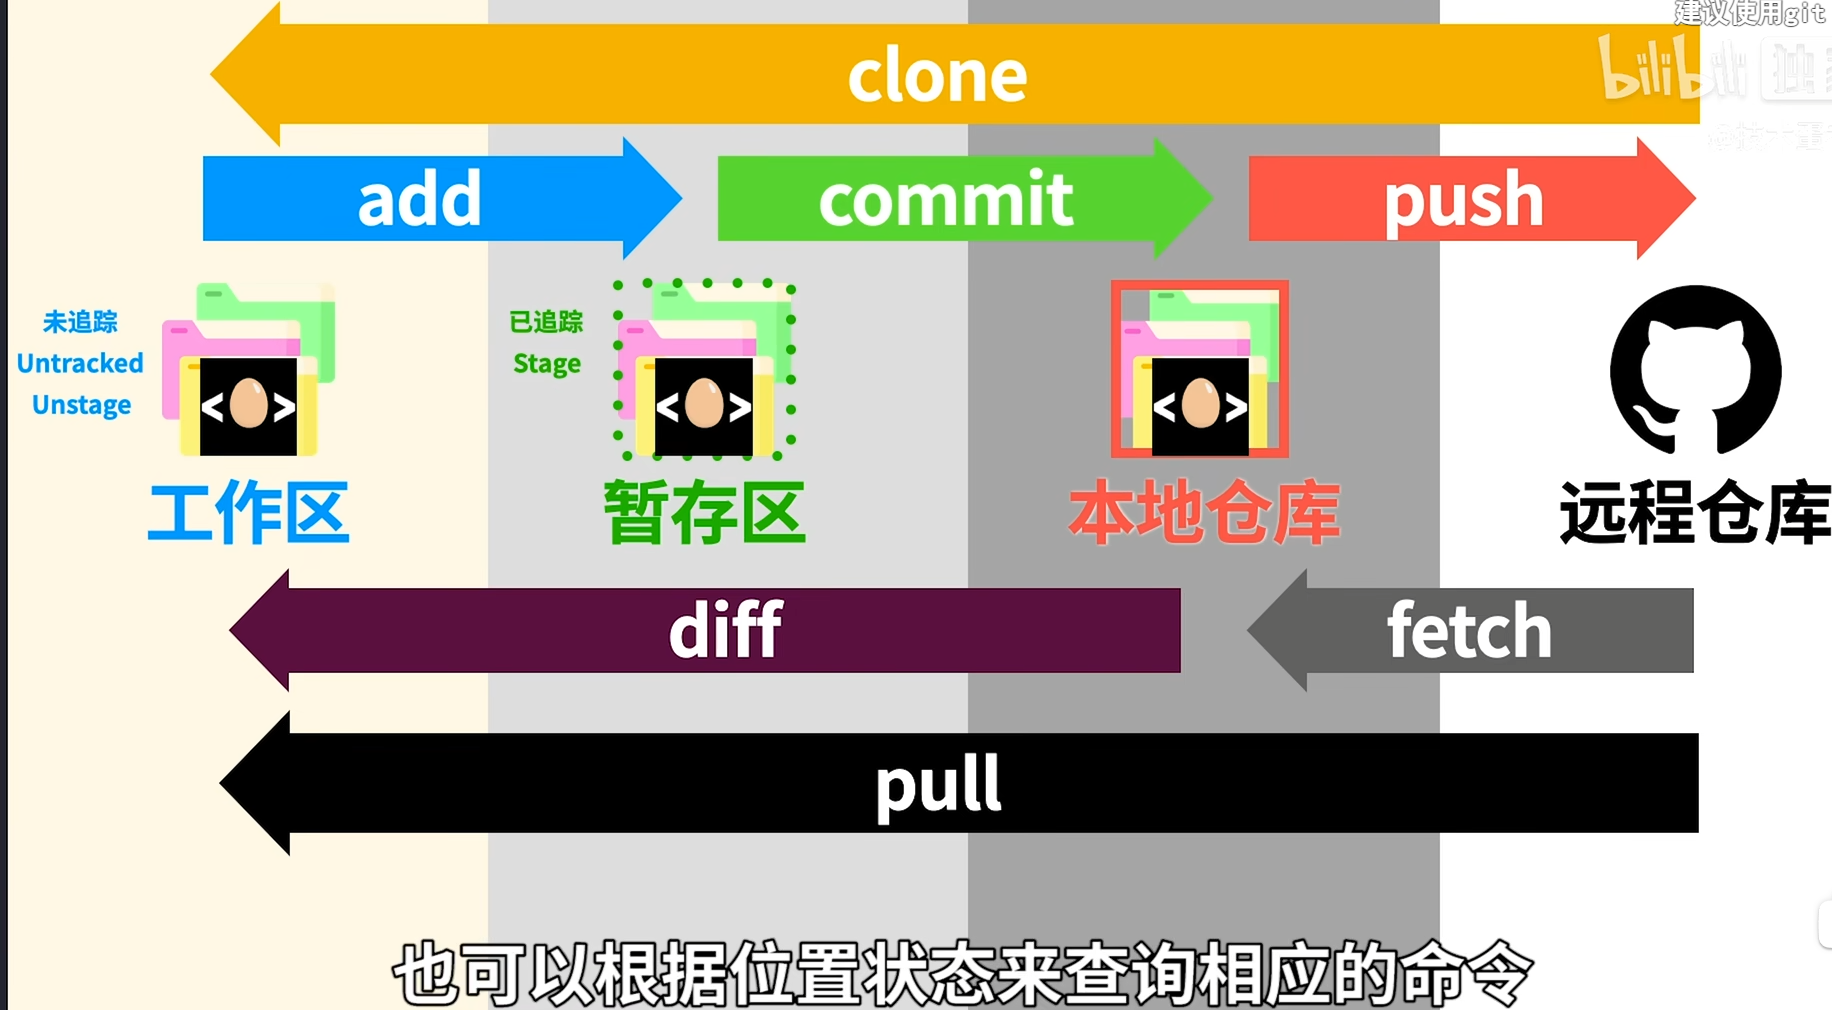 建议使用git
clone
bilibili 独
add
commit
push
未追踪
Untracked
Unstage
已追踪
Stage
< >
< >
< >
工作区
暂存区
本地仓库
远程仓库
diff
fetch
pull
也可以根据位置状态来查询相应的命令